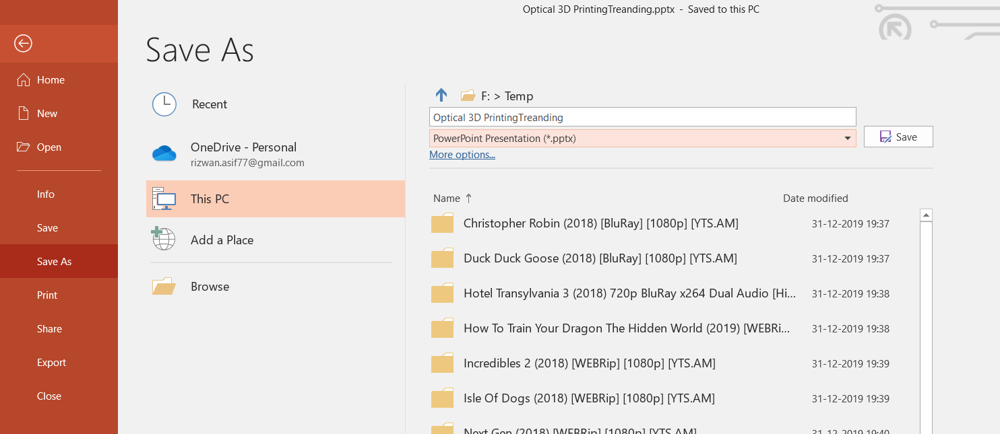 Optical 3D PrintingTreanding.pptx - Saved to this PC
Save As
Home
New
Open
Info
Save
Save As
Print
Share
Export
Close
Recent
OneDrive - Personal
rizwan.asif77@gmail.com
This PC
Add a Place
Browse
F: > Temp
Optical 3D PrintingTreanding
PowerPoint Presentation (*.pptx)
Save
More options...
Name ↑ Date modified
Christopher Robin (2018) [BluRay] [1080p] [YTS.AM] 31-12-2019 19:37
Duck Duck Goose (2018) [BluRay] [1080p] [YTS.AM] 31-12-2019 19:37
Hotel Transylvania 3 (2018) 720p BluRay x264 Dual Audio [Hi... 31-12-2019 19:38
How To Train Your Dragon The Hidden World (2019) [WEBRi... 31-12-2019 19:38
Incredibles 2 (2018) [WEBRip] [1080p] [YTS.AM] 31-12-2019 19:39
Isle Of Dogs (2018) [WEBRip] [1080p] [YTS.AM] 31-12-2019 19:39
Next Gen (2018) [WEBRip] [1080p] [YTS.AM] 31-12-2019 19:40